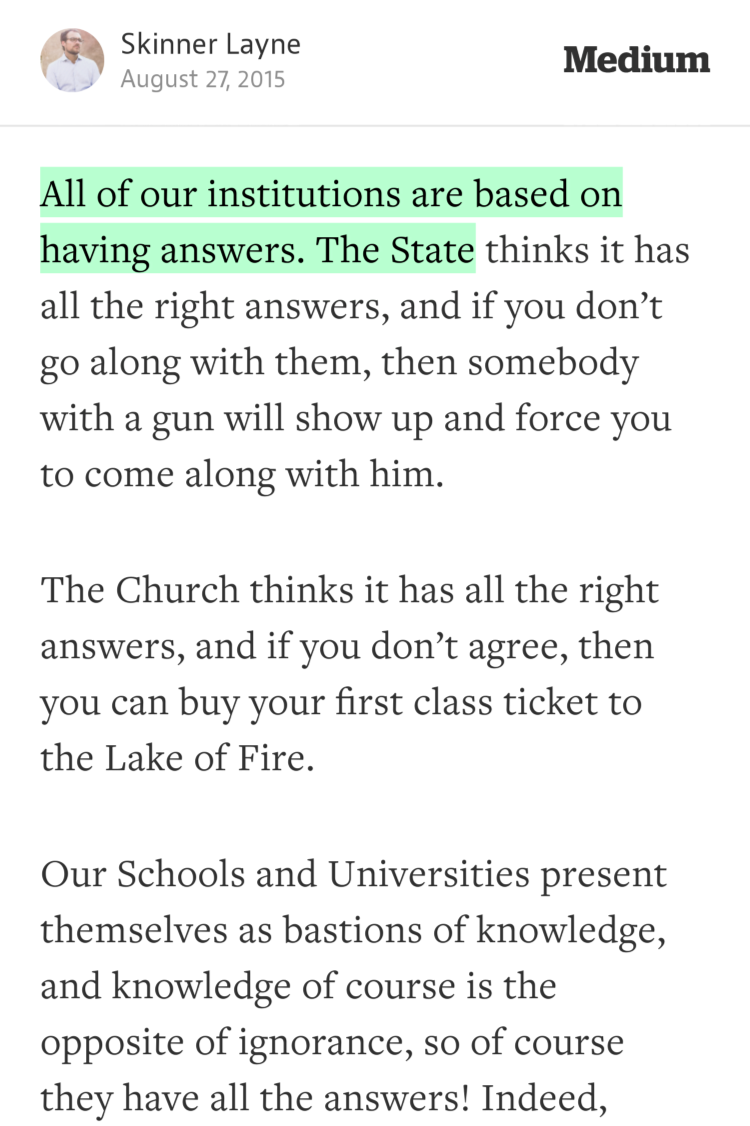 Skinner Layne
August 27, 2015
Medium
All of our institutions are based on
having answers. The State thinks it has
all the right answers, and if you don’t
go along with them, then somebody
with a gun will show up and force you
to come along with him.
The Church thinks it has all the right
answers, and if you don’t agree, then
you can buy your first class ticket to
the Lake of Fire.
Our Schools and Universities present
themselves as bastions of knowledge,
and knowledge of course is the
opposite of ignorance, so of course
they have all the answers! Indeed,